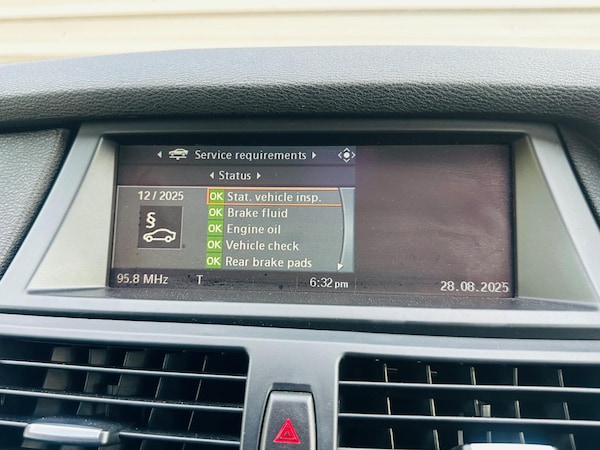 Service requirements
Status
12/2025
§
OK Stat. vehicle insp.
OK Brake fluid
OK Engine oil
OK Vehicle check
OK Rear brake pads
95.8 MHz T 6:32 pm 28.08.2025